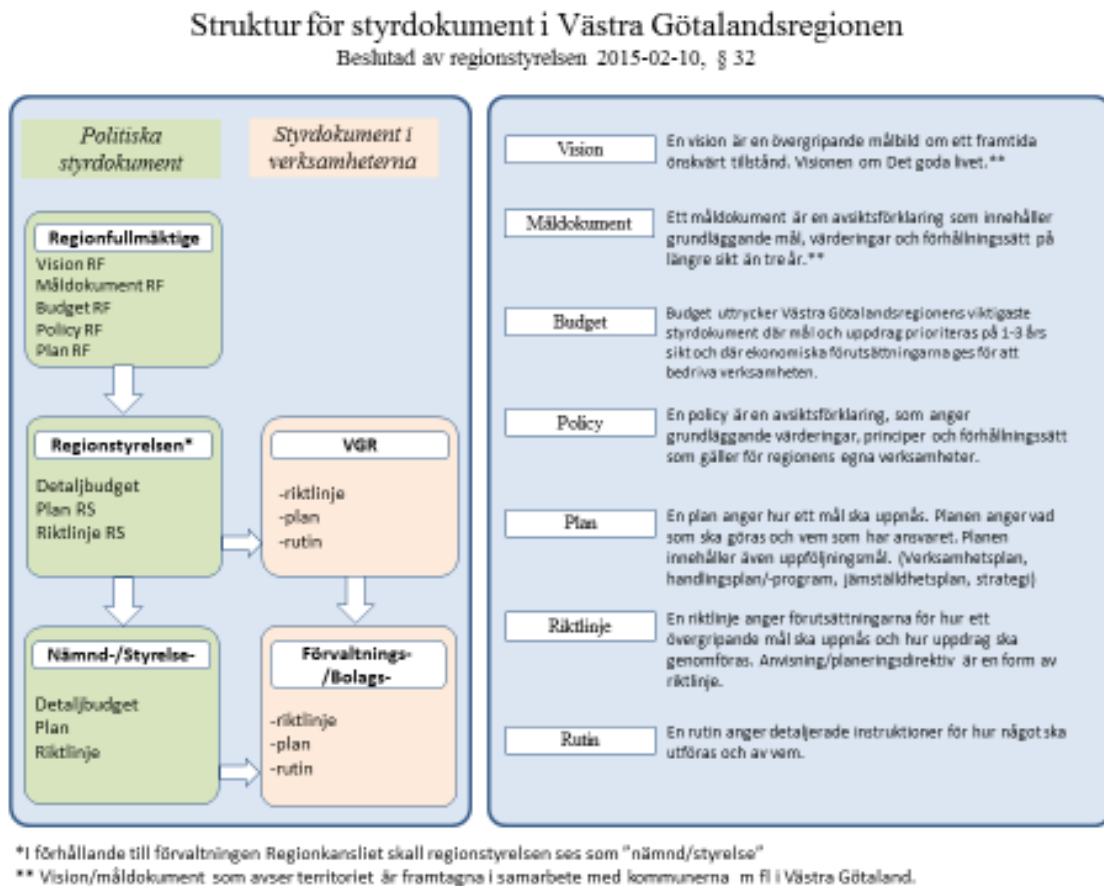 Struktur för styrdokument i Västra Götalandsregionen
Beslutad av regionstyrelsen 2015-02-10, § 32
Politiska
styrdokument
Styrdokument i
verksamheterna
Regionfullmäktige
Vision RF
Måldokument RF
Budget RF
Policy RF
Plan RF
Regionstyrelsen*
Detaljbudget
Plan RS
Riktlinje RS
VGR
-riktlinje
-plan
-rutin
Nämnd-/Styrelse-
Detaljbudget
Plan
Riktlinje
Förvaltnings-
/Bolags-
-riktlinje
-plan
-rutin
Vision
En vision är en övergripande målbild om ett framtida
önskvärt tillstånd. Visionen om Det goda livet.**
Måldokument
Ett måldokument är en avsiktsförklaring som innehåller
grundläggande mål, värderingar och förhållningssätt på
längre sikt än tre år.**
Budget
Budget uttrycker Västra Götalandsregionens viktigaste
styrdokument där mål och uppdrag prioriteras på 1-3 års
sikt och där ekonomiska förutsättningarna ges för att
bedriva verksamheten.
Policy
En policy är en avsiktsförklaring, som anger
grundläggande värderingar, principer och förhållningssätt
som gäller för regionens egna verksamheter.
Plan
En plan anger hur ett mål ska uppnås. Planen anger vad
som ska göras och vem som har ansvaret. Planen
innehåller även uppföljningsmål. (Verksamhetsplan,
handlingsplan/-program, jämställdhetsplan, strategi)
Riktlinje
En riktlinje anger förutsättningarna för hur ett
övergripande mål ska uppnås och hur uppdrag ska
genomföras. Anvisning/planeringsdirektiv är en form av
riktlinje.
Rutin
En rutin anger detaljerade instruktioner för hur något ska
utföras och av vem.
*I förhållande till förvaltningen Regionkansliet skall regionstyrelsen ses som "nämnd/styrelse"
** Vision/måldokument som avser territoriet är framtagna i samarbete med kommunerna m fl i Västra Götaland.